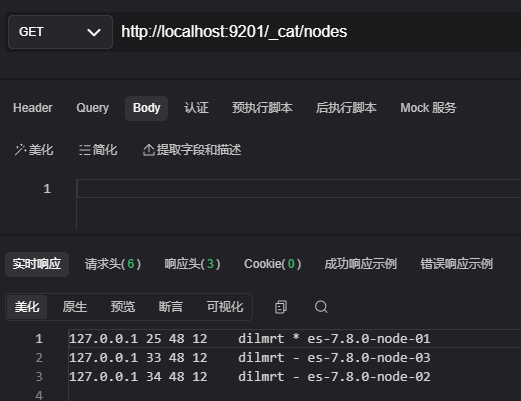 GET http://localhost:9201/_cat/nodes
Header Query Body 认证 预执行脚本 后执行脚本 Mock 服务
美化 简化 提取字段和描述
1
实时响应 请求头(6) 响应头(3) Cookie(0) 成功响应示例 错误响应示例
美化 原生 预览 断言 可视化
1 127.0.0.1 25 48 12 dilmrt * es-7.8.0-node-01
2 127.0.0.1 33 48 12 dilmrt - es-7.8.0-node-03
3 127.0.0.1 34 48 12 dilmrt - es-7.8.0-node-02
4